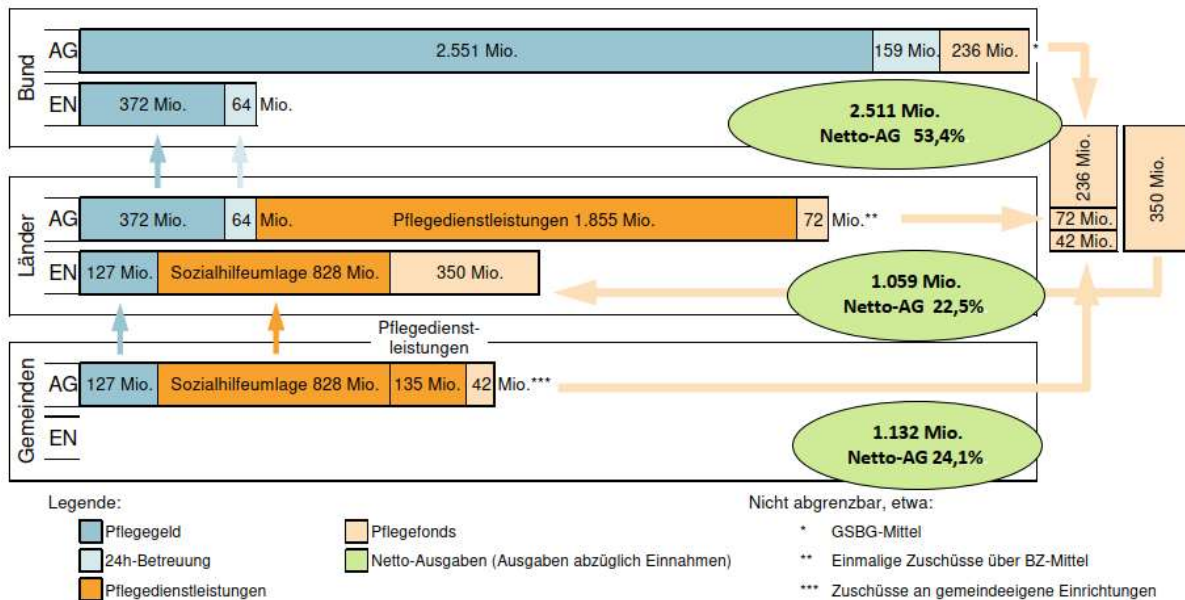 Bund
AG 2.551 Mio. 159 Mio. 236 Mio. *
EN 372 Mio. 64 Mio.
2.511 Mio.
Netto-AG 53,4%
236 Mio.
72 Mio.
42 Mio.
350 Mio.
Länder
AG 372 Mio. 64 Mio. Pflegedienstleistungen 1.855 Mio. 72 Mio.**
EN 127 Mio. Sozialhilfeumlage 828 Mio. 350 Mio.
1.059 Mio.
Netto-AG 22,5%
Pflegedienst-
leistungen
Gemeinden
AG 127 Mio. Sozialhilfeumlage 828 Mio. 135 Mio. 42 Mio.***
EN
1.132 Mio.
Netto-AG 24,1%
Legende:
Pflegegeld
24h-Betreuung
Pflegedienstleistungen
Pflegefonds
Netto-Ausgaben (Ausgaben abzüglich Einnahmen)
Nicht abgrenzbar, etwa:
* GSBG-Mittel
** Einmalige Zuschüsse über BZ-Mittel
*** Zuschüsse an gemeindeeigene Einrichtungen